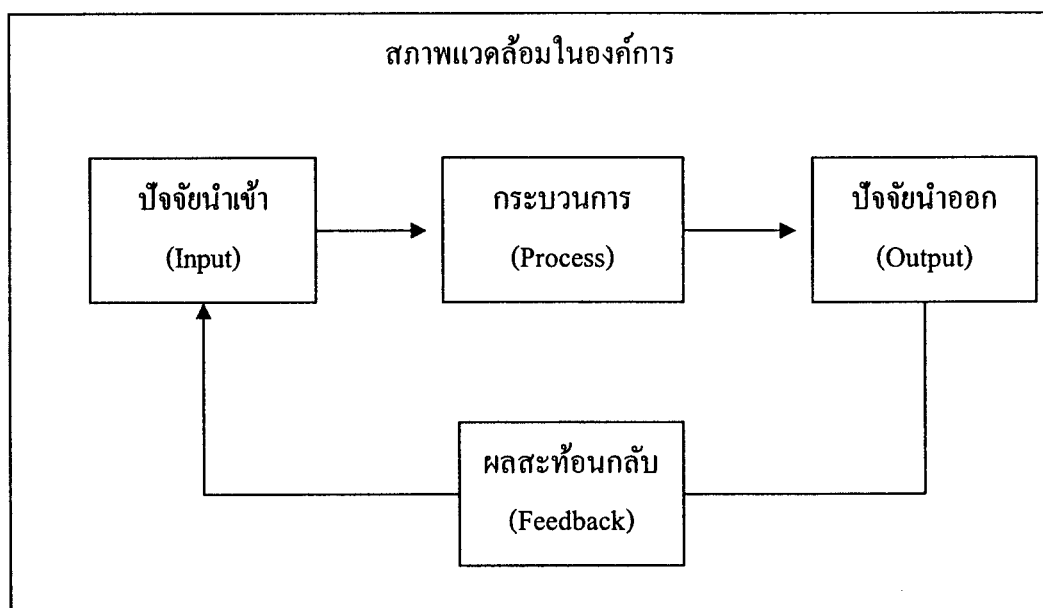 สภาพแวดล้อมในองค์การ
ปัจจัยนำเข้า
(Input)
กระบวนการ
(Process)
ปัจจัยนำออก
(Output)
ผลสะท้อนกลับ
(Feedback)